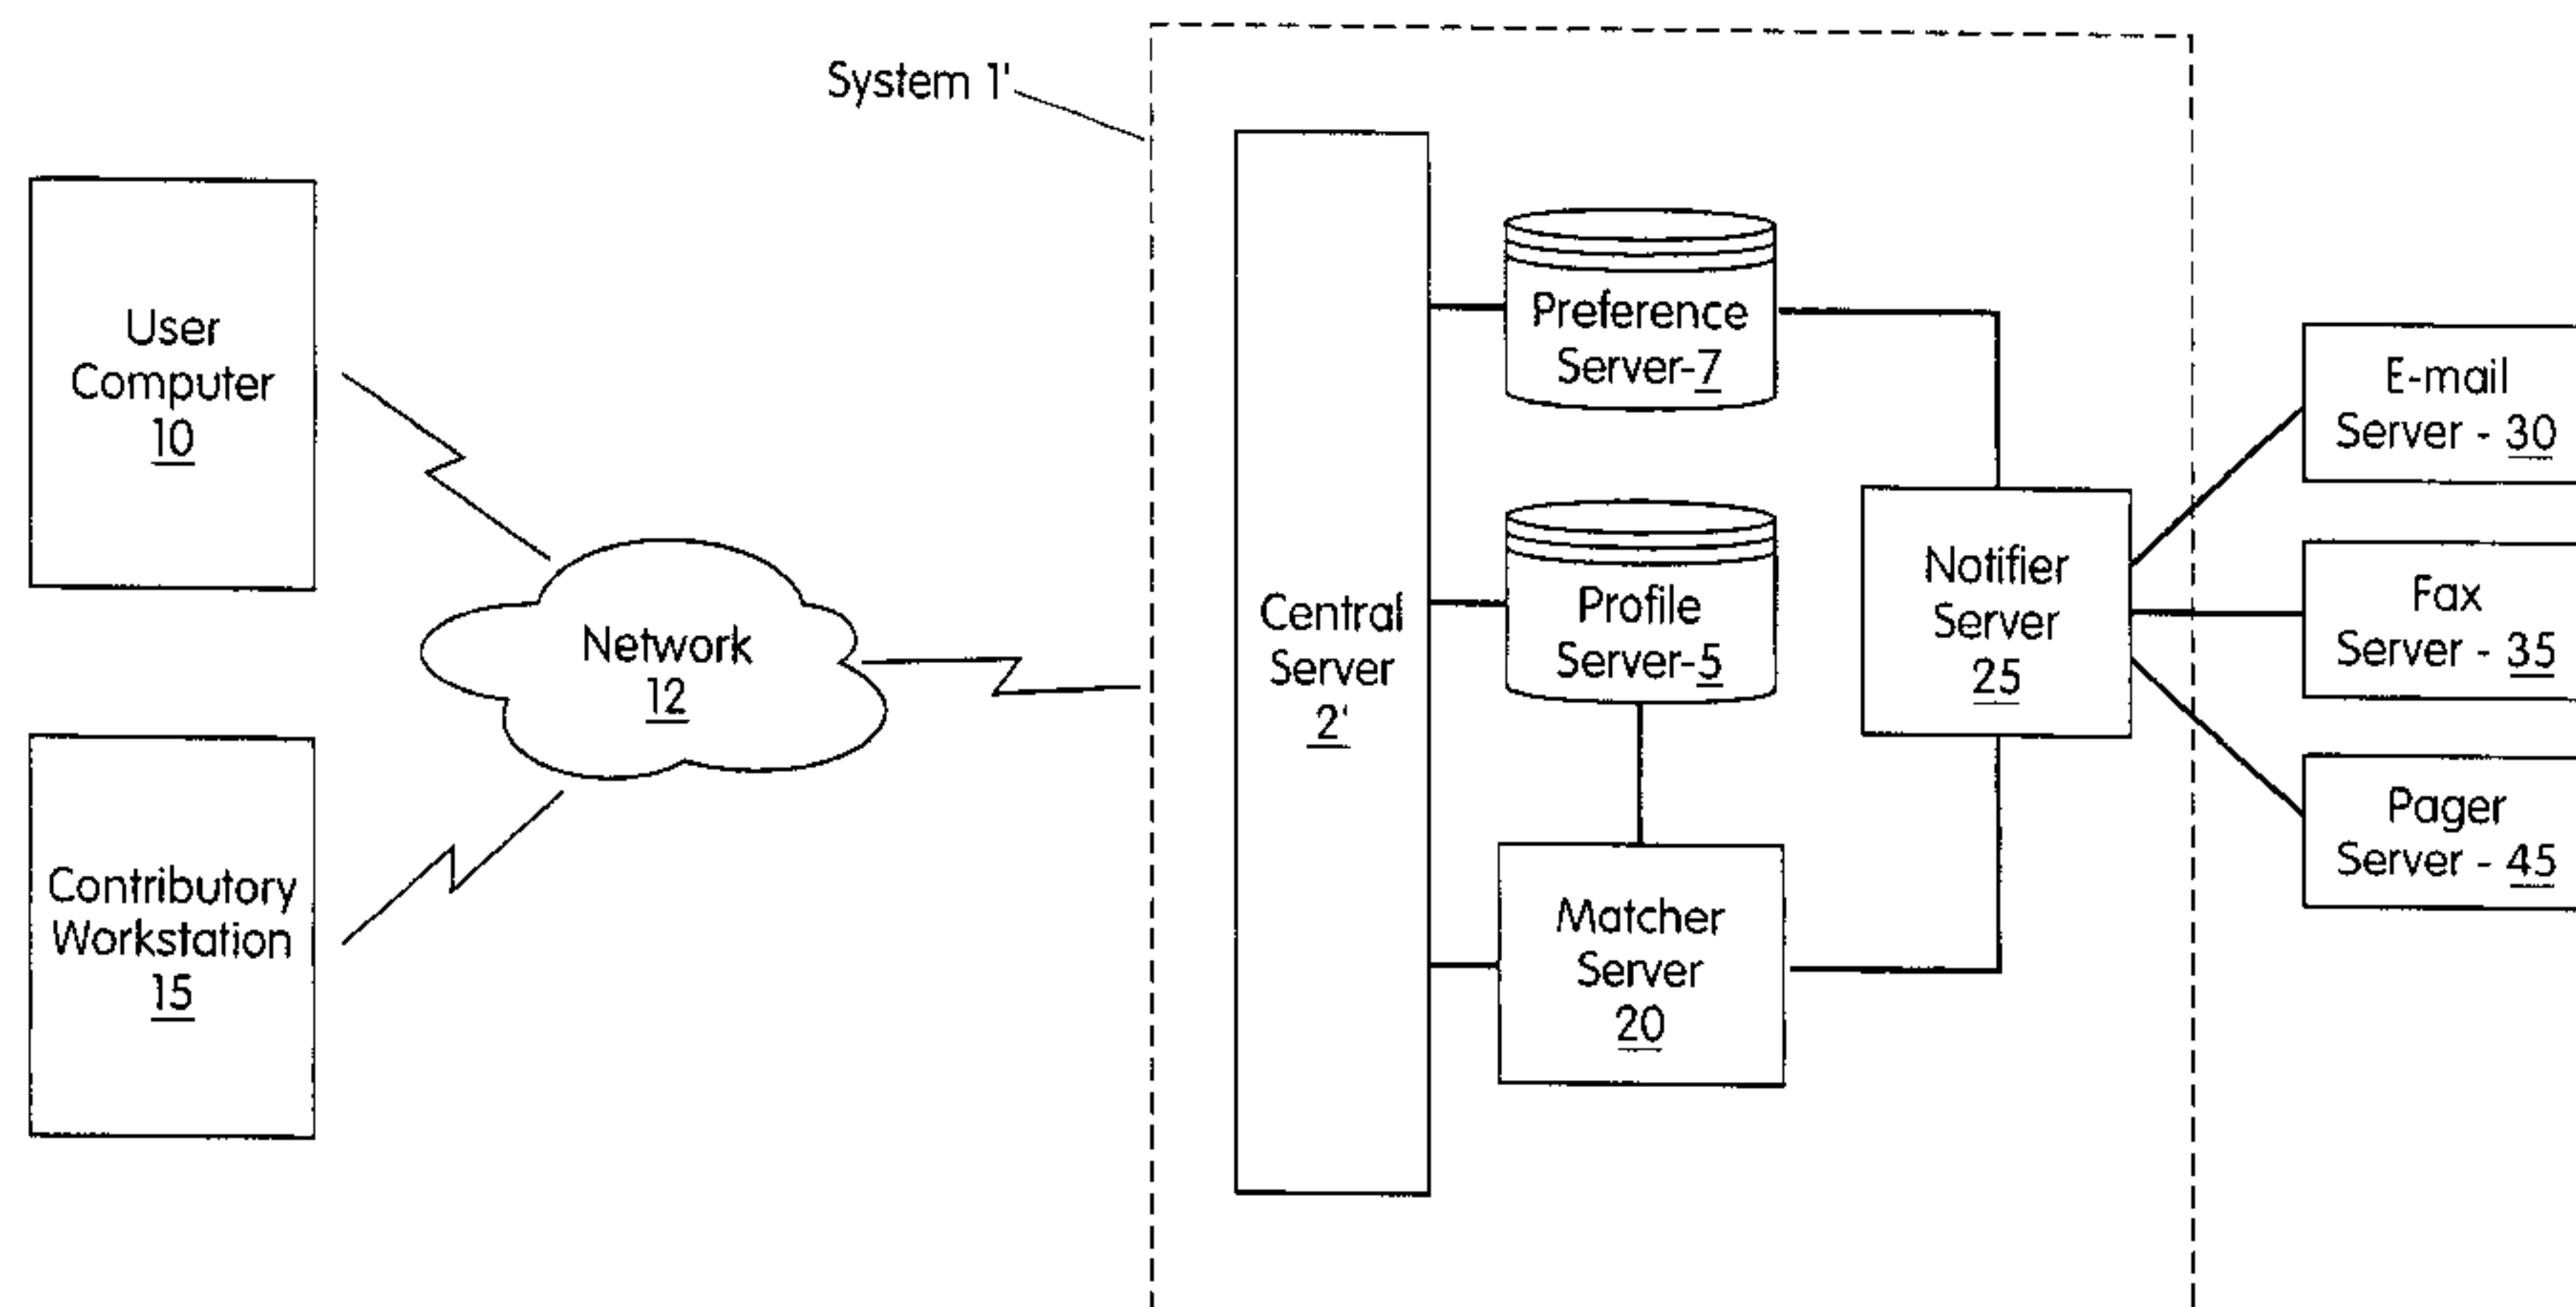 System 1'
User
Computer
10
Contributory
Workstation
15
Network
12
Central
Server
2'
Preference
Server-7
Profile
Server-5
Matcher
Server
20
Notifier
Server
25
E-mail
Server - 30
Fax
Server - 35
Pager
Server - 45